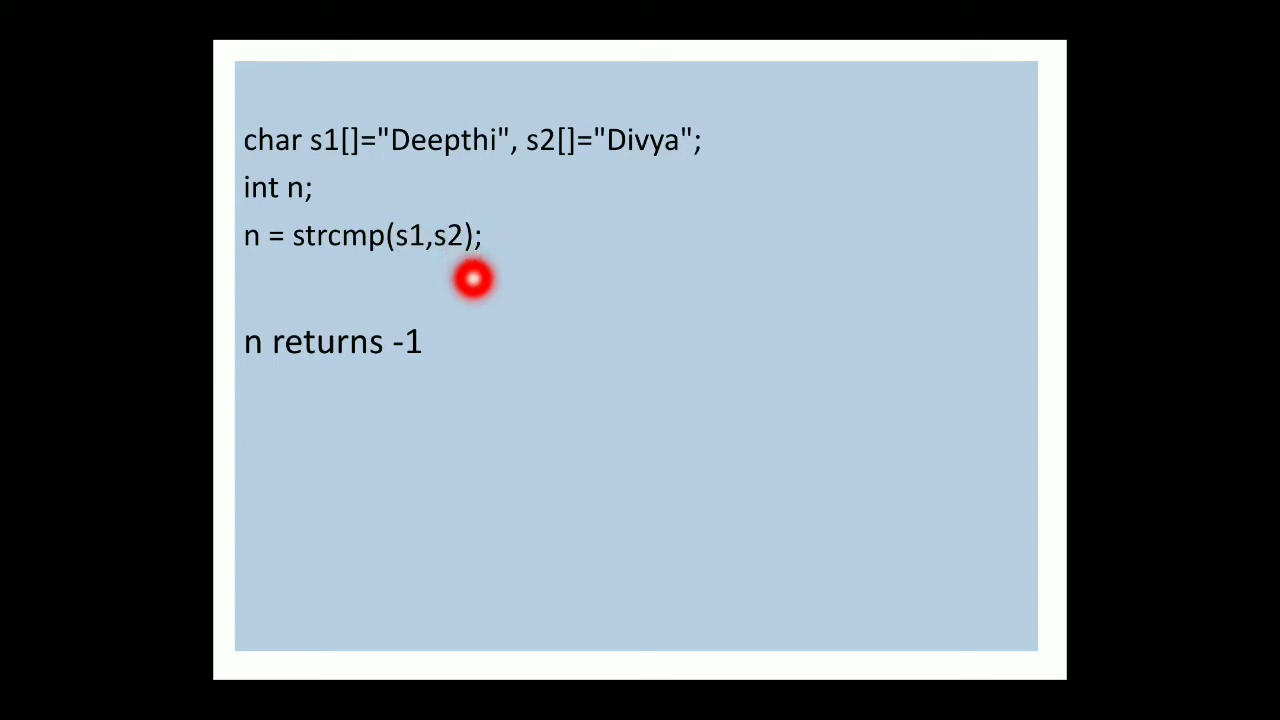 char s1[]="Deepthi", s2[]="Divya";
int n;
n = strcmp(s1,s2);
n returns -1